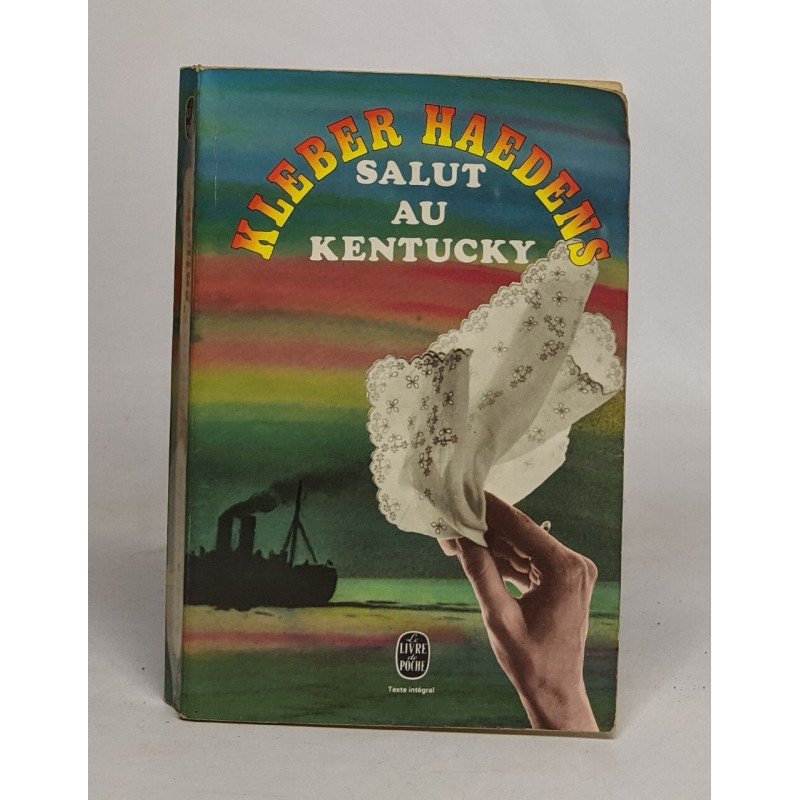 KLEBER HAEDENS
SALUT
AU
KENTUCKY
Le
LIVRE
de
POCHE
Texte intégral